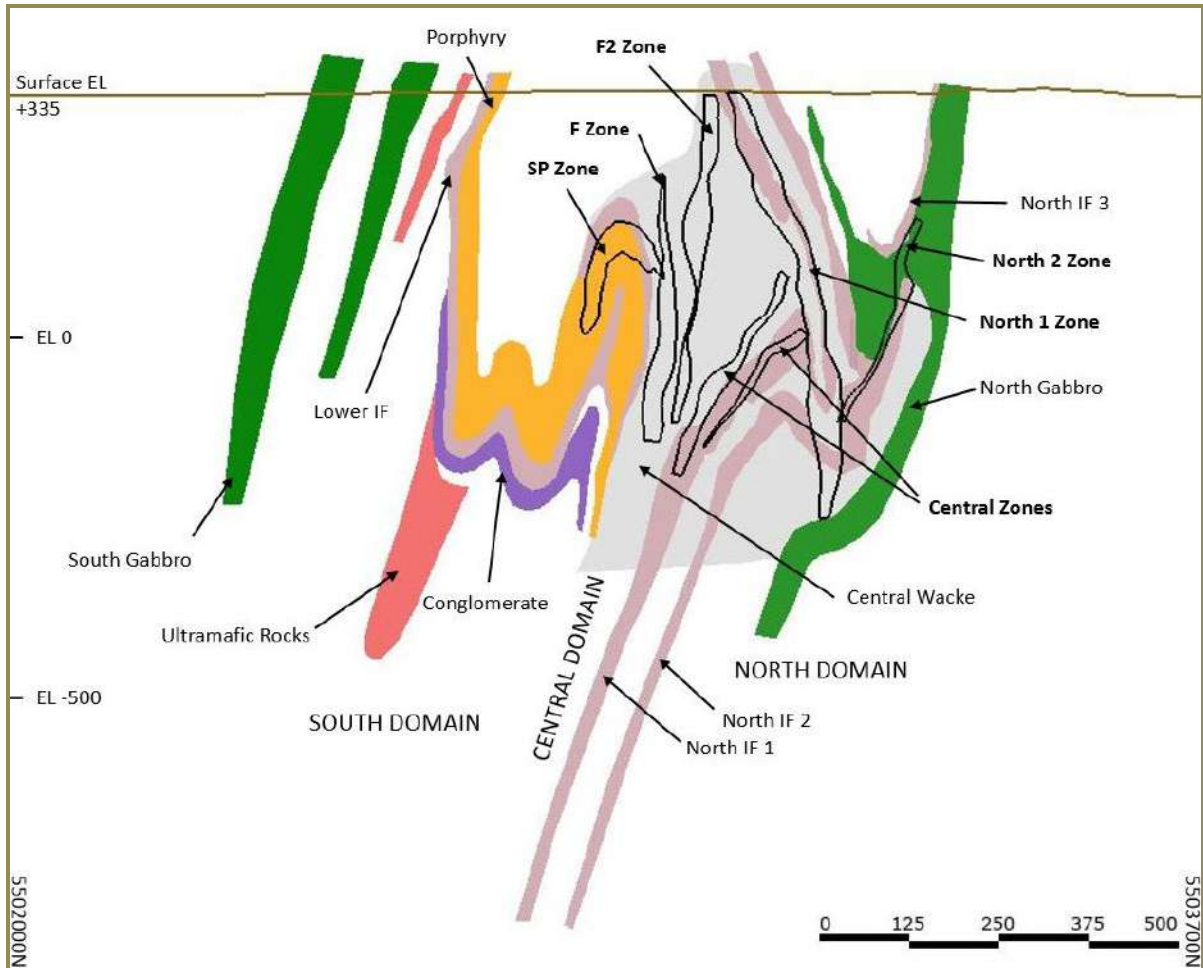 Porphyry
F2 Zone
Surface EL
+335
F Zone
SP Zone
North IF 3
North 2 Zone
North 1 Zone
EL 0
North Gabbro
Lower IF
Central Zones
South Gabbro
Conglomerate
Central Wacke
Ultramafic Rocks
CENTRAL DOMAIN
NORTH DOMAIN
EL -500
SOUTH DOMAIN
North IF 2
North IF 1
5502000N
5503700N
0 125 250 375 500